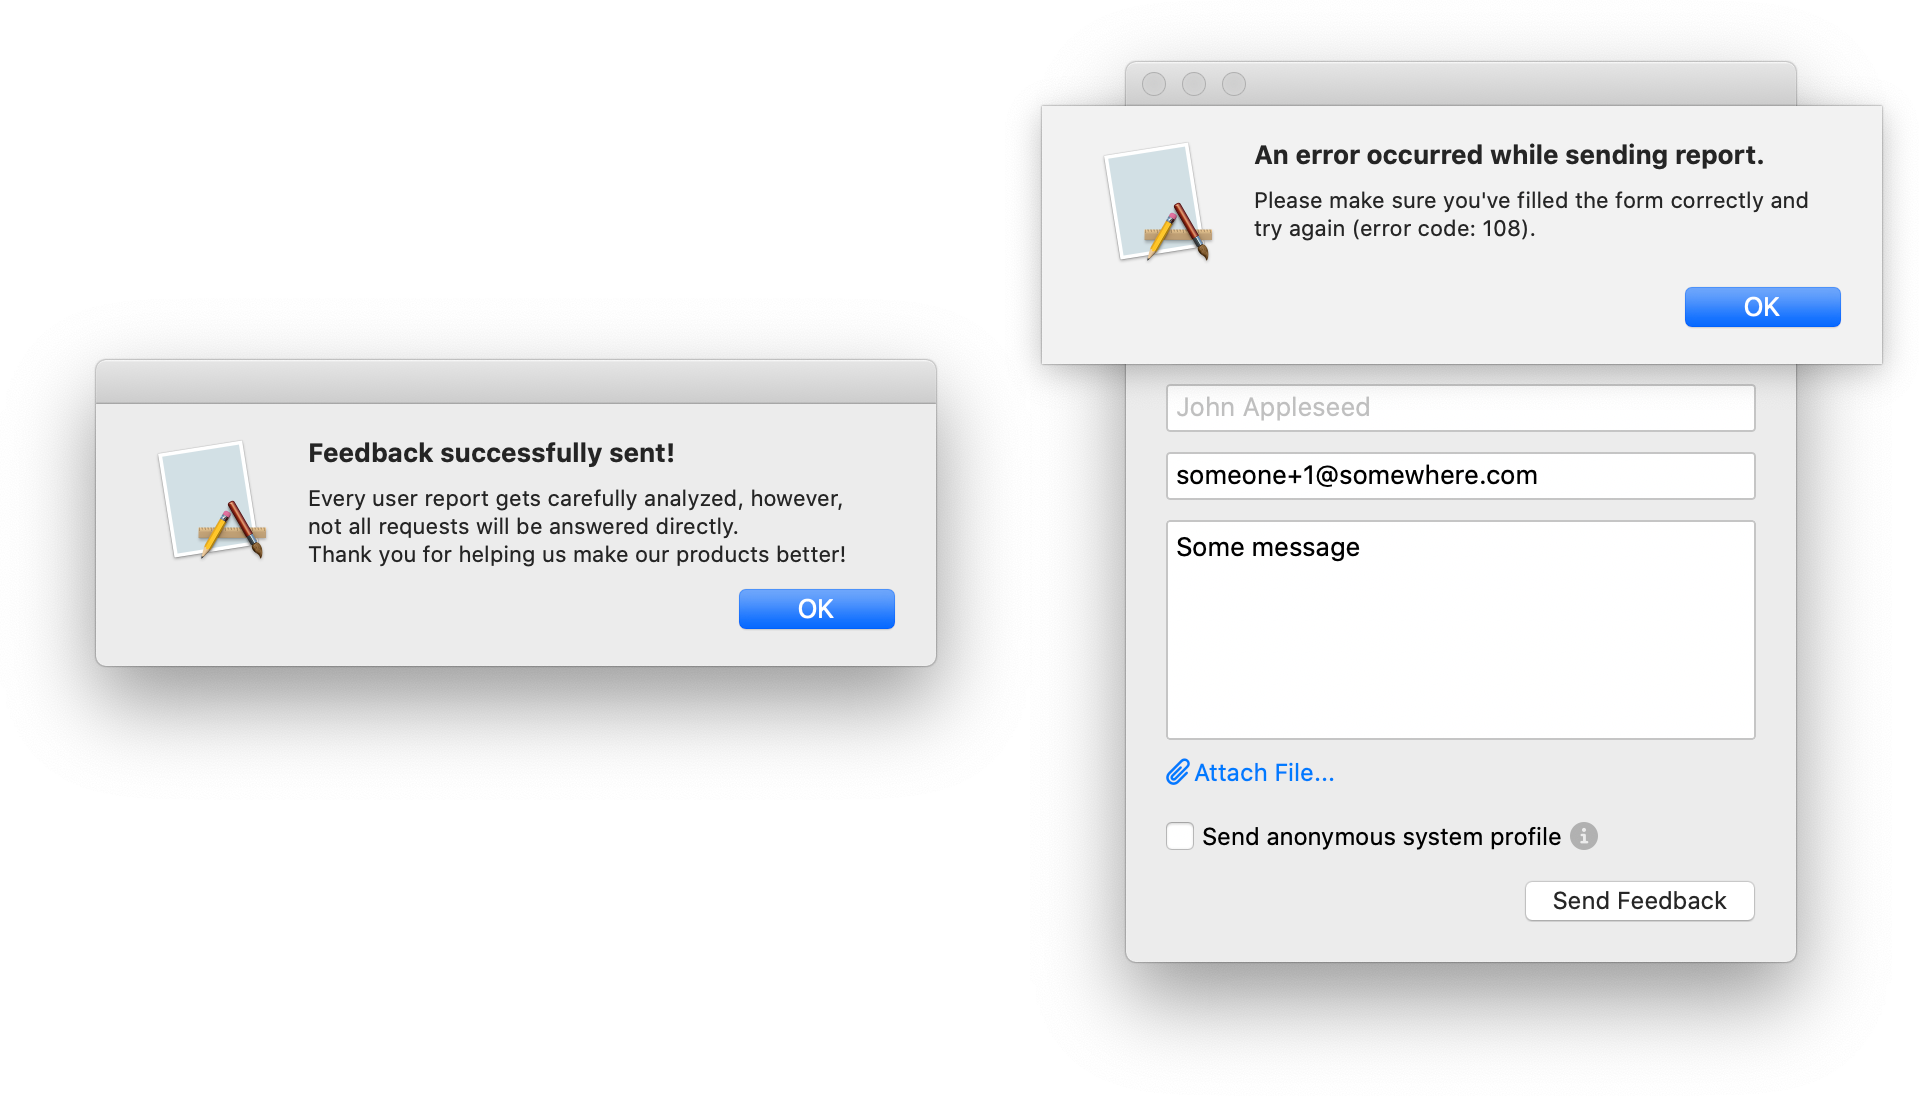 Feedback successfully sent!
Every user report gets carefully analyzed, however,
not all requests will be answered directly.
Thank you for helping us make our products better!
OK
An error occurred while sending report.
Please make sure you've filled the form correctly and
try again (error code: 108).
OK
John Appleseed
someone+1@somewhere.com
Some message
Attach File...
Send anonymous system profile
Send Feedback